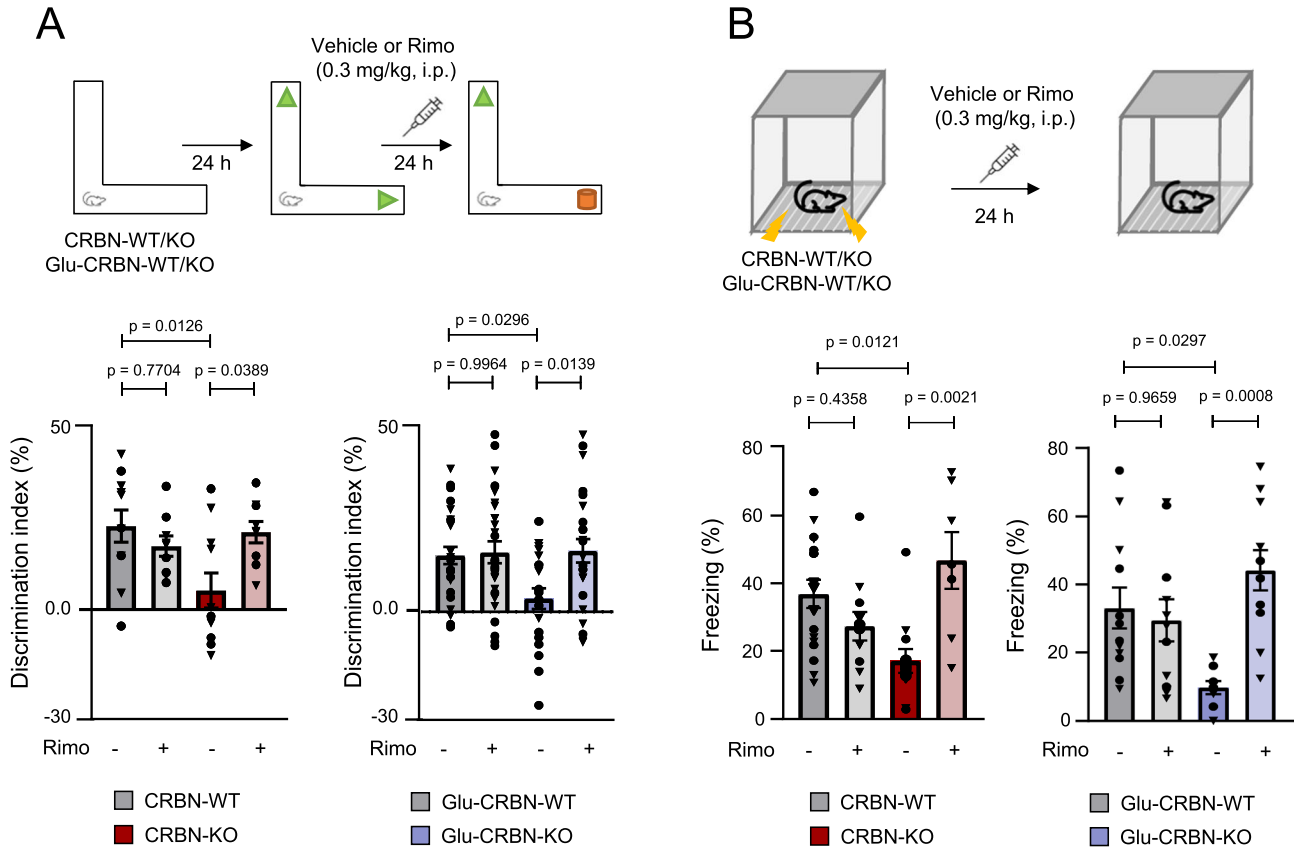 A
Vehicle or Rimo
(0.3 mg/kg, i.p.)
24 h
24 h
CRBN-WT/KO
Glu-CRBN-WT/KO
p = 0.0126
p = 0.7704
p = 0.0389
Discrimination index (%)
50
0.0
-30
Rimo - + - +
CRBN-WT
CRBN-KO
p = 0.0296
p = 0.9964
p = 0.0139
Discrimination index (%)
50
0.0
-30
- + - +
Glu-CRBN-WT
Glu-CRBN-KO
B
Vehicle or Rimo
(0.3 mg/kg, i.p.)
24 h
CRBN-WT/KO
Glu-CRBN-WT/KO
p = 0.0121
p = 0.4358
p = 0.0021
Freezing (%)
80
60
40
20
0
Rimo - + - +
CRBN-WT
CRBN-KO
p = 0.0297
p = 0.9659
p = 0.0008
Freezing (%)
80
60
40
20
0
- + - +
Glu-CRBN-WT
Glu-CRBN-KO